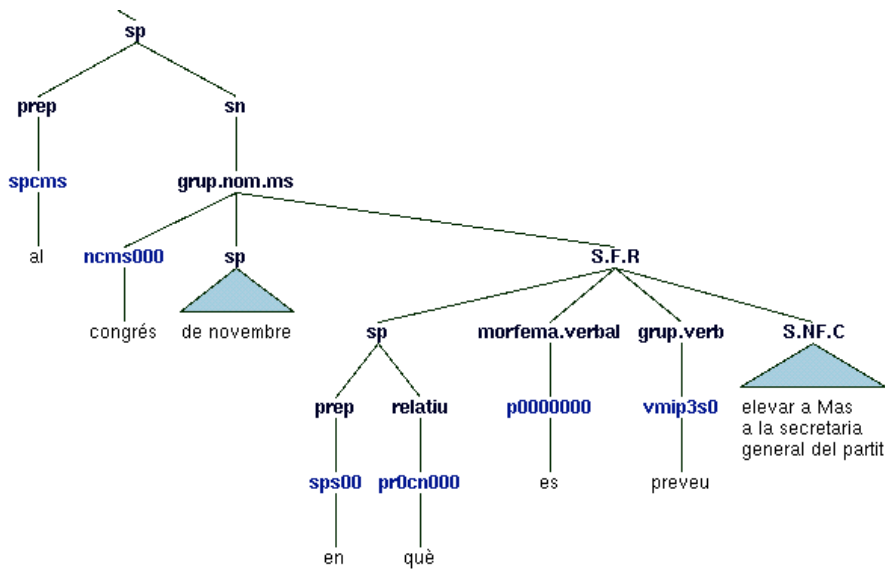 sp
prep sn
spcms grup.nom.ms
al ncms000 sp S.F.R
congrés de novembre
sp morfema.verbal grup.verb S.NF.C
prep relatiu p0000000 vmip3s0 elevar a Mas
a la secretaria
general del partit
sps00 pr0cn000 es preveu
en què